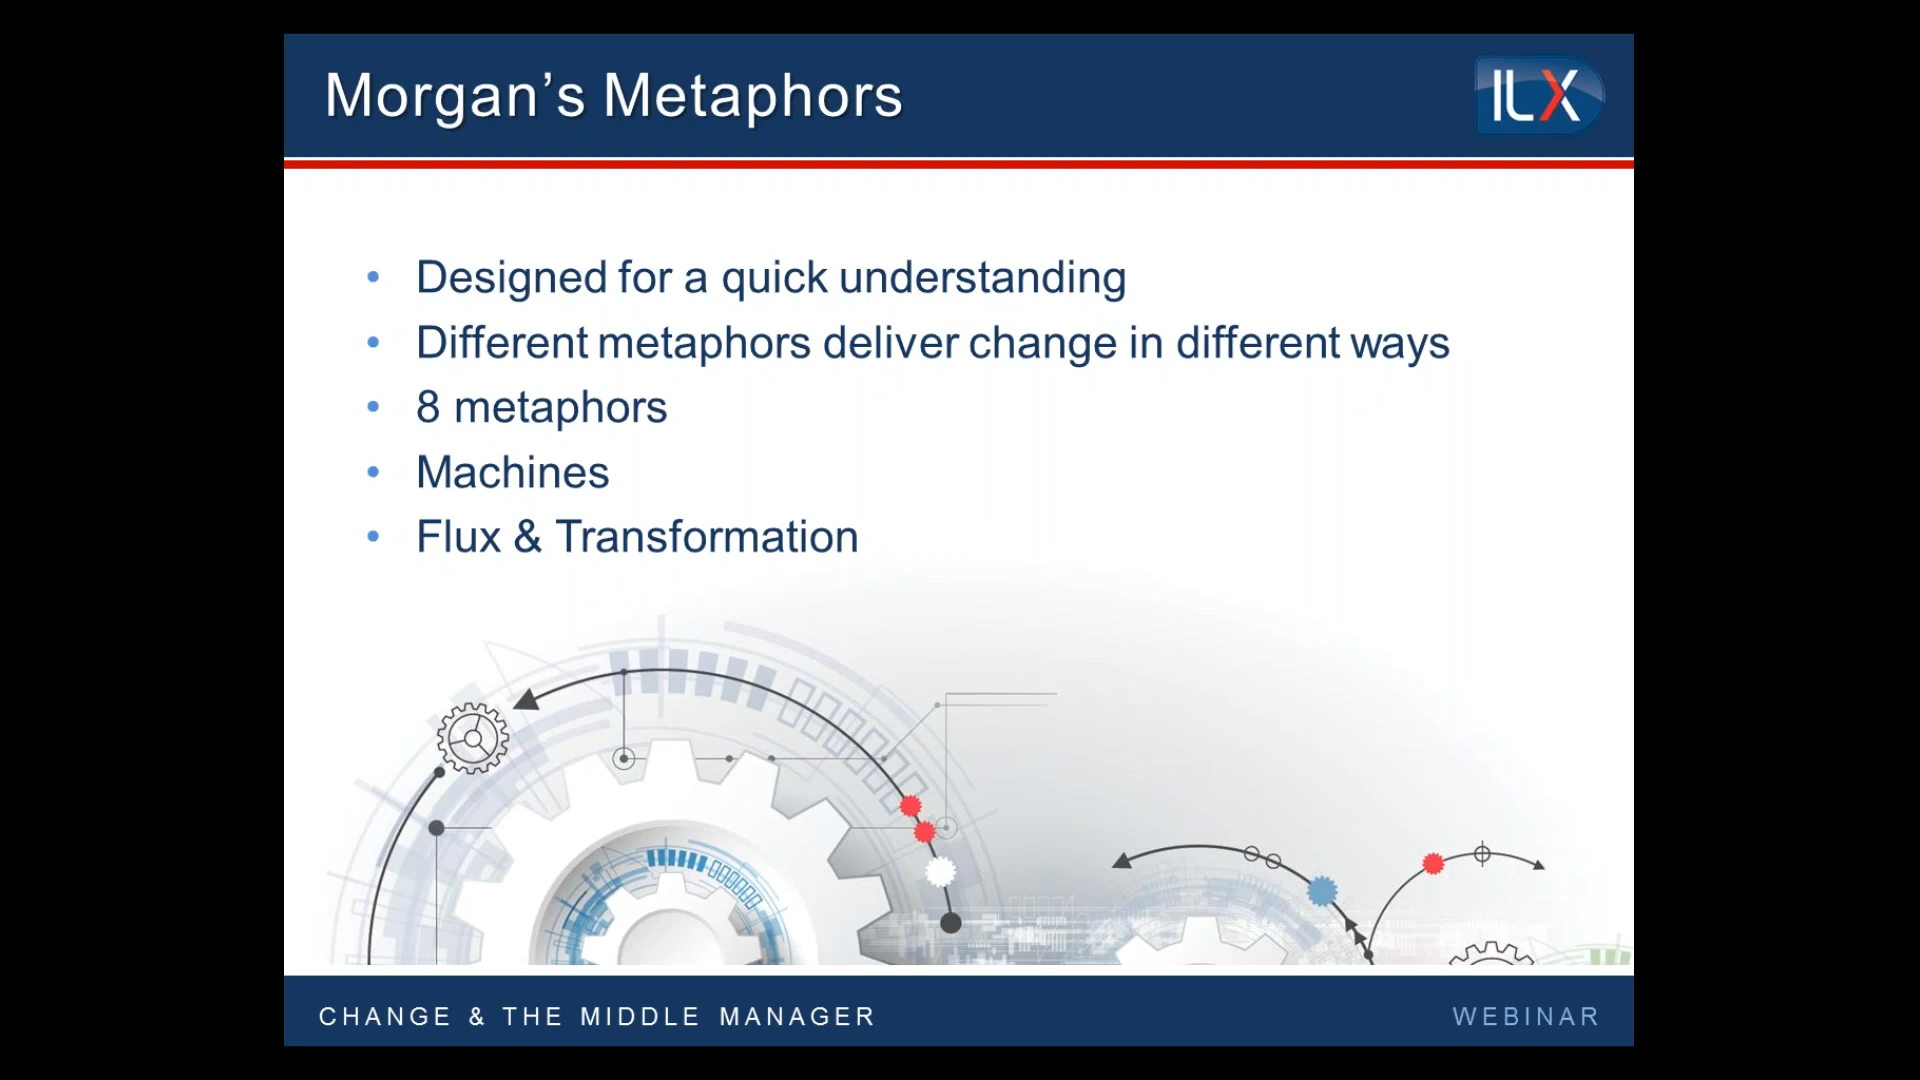 Morgan’s Metaphors
ILX
• Designed for a quick understanding
• Different metaphors deliver change in different ways
• 8 metaphors
• Machines
• Flux & Transformation
CHANGE & THE MIDDLE MANAGER
WEBINAR